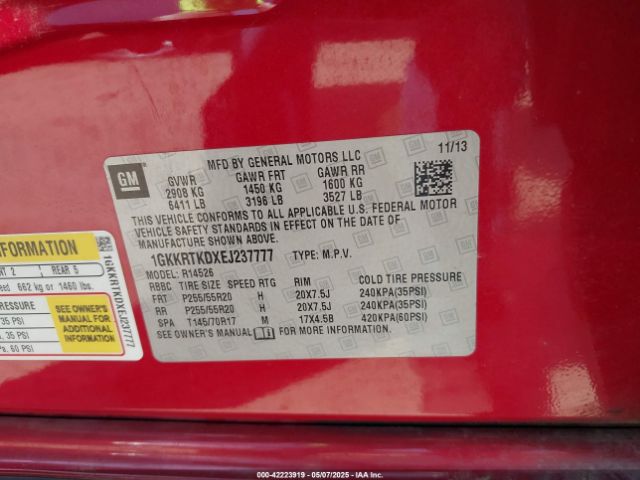 GM
MFD BY GENERAL MOTORS LLC
11/13
GVWR GAWR FRT GAWR RR
2908 KG 1450 KG 1600 KG
6411 LB 3196 LB 3527 LB
THIS VEHICLE CONFORMS TO ALL APPLICABLE U.S. FEDERAL MOTOR
VEHICLE SAFETY STANDARDS IN EFFECT ON THE DATE OF
MANUFACTURE SHOWN ABOVE.
1GKKRTKDXEJ237777 TYPE: M.P.V.
MODEL: R14526
RBBC TIRE SIZE SPEED RTG RIM COLD TIRE PRESSURE
FRT P255/55R20 H 20X7.5J 240KPA(35PSI)
RR P255/55R20 H 20X7.5J 240KPA(35PSI)
SPA T145/70R17 M 17X4.5B 420KPA(60PSI)
SEE OWNER'S MANUAL FOR MORE INFORMATION.
INFORMATION
NT 2 REAR 5
exceed 662 kg or 1460 lbs.
PRESSURE
35 PSI
, 35 PSI
a, 60 PSI
SEE OWNER'S
MANUAL FOR
ADDITIONAL
INFORMATION
1GKKRTKDXEJ237777
000-42223919 - 05/07/2025 - IAA Inc.